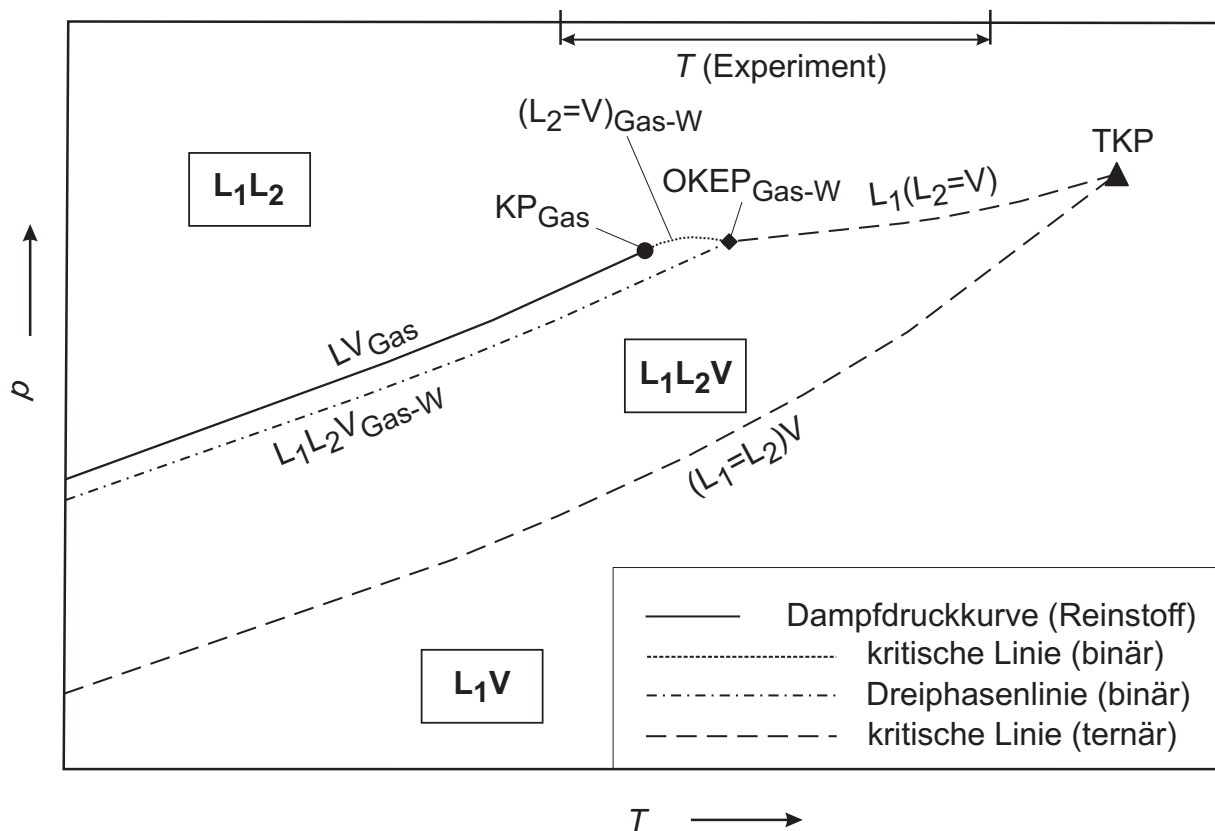 T (Experiment)
(L₂=V)Gas-W
TKP
L₁L₂
OKEPGas-W
L₁(L₂=V)
KPGas
LVGas
L₁L₂V
p
L₁L₂VGas-W
(L₁=L₂)V
L₁V
Dampfdruckkurve (Reinstoff)
kritische Linie (binär)
Dreiphasenlinie (binär)
kritische Linie (ternär)
T